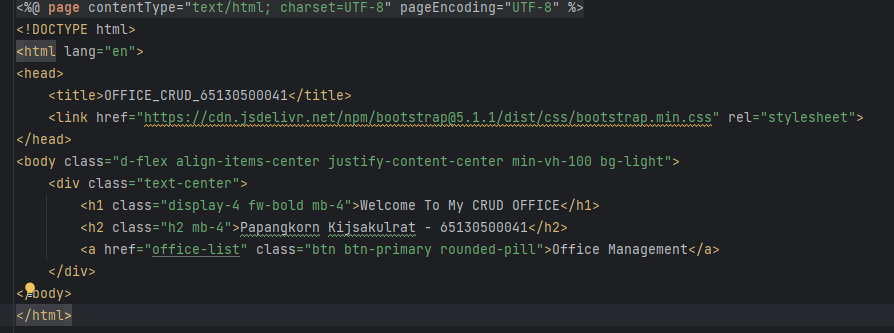 <%@ page contentType="text/html; charset=UTF-8" pageEncoding="UTF-8" %>
<!DOCTYPE html>
<html lang="en">
<head>
    <title>OFFICE_CRUD_65130500041</title>
    <link href="https://cdn.jsdelivr.net/npm/bootstrap@5.1.1/dist/css/bootstrap.min.css" rel="stylesheet">
</head>
<body class="d-flex align-items-center justify-content-center min-vh-100 bg-light">
    <div class="text-center">
        <h1 class="display-4 fw-bold mb-4">Welcome To My CRUD OFFICE</h1>
        <h2 class="h2 mb-4">Papangkorn Kijsakulrat - 65130500041</h2>
        <a href="office-list" class="btn btn-primary rounded-pill">Office Management</a>
    </div>
</body>
</html>